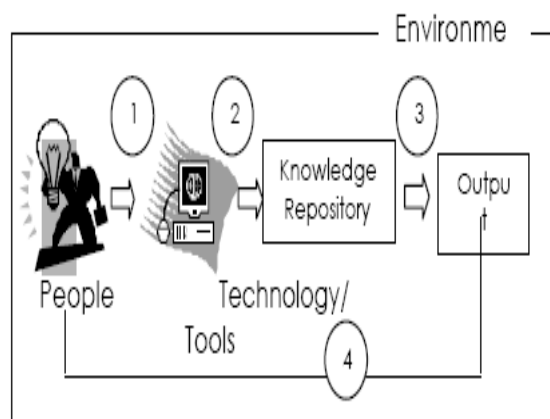 Environme
1
2
3
Knowledge
Repository
Outpu
t
People
Technology/
Tools
4